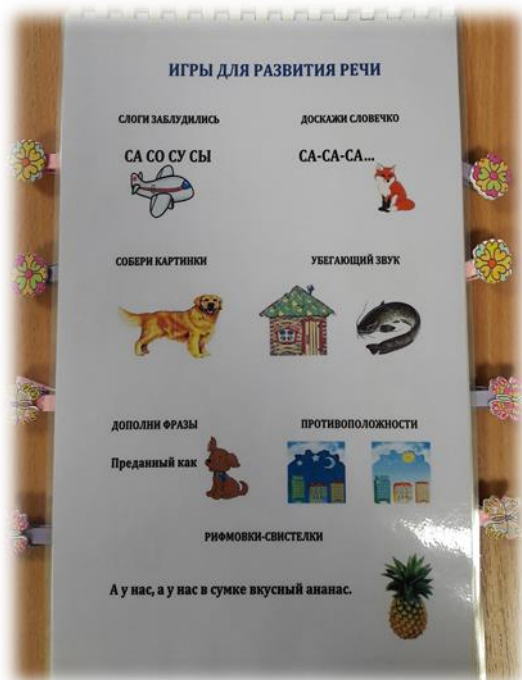 ИГРЫ ДЛЯ РАЗВИТИЯ РЕЧИ
СЛОГИ ЗАБЛУДИЛИСЬ
ДОСКАЖИ СЛОВЕЧКО
СА СО СУ СЫ
СА-СА-СА...
СОБЕРИ КАРТИНКИ
УБЕГАЮЩИЙ ЗВУК
ДОПОЛНИ ФРАЗЫ
ПРОТИВОПОЛОЖНОСТИ
Преданный как
РИФМОВКИ-СВИСТЕЛКИ
А у нас, а у нас в сумке вкусный ананас.